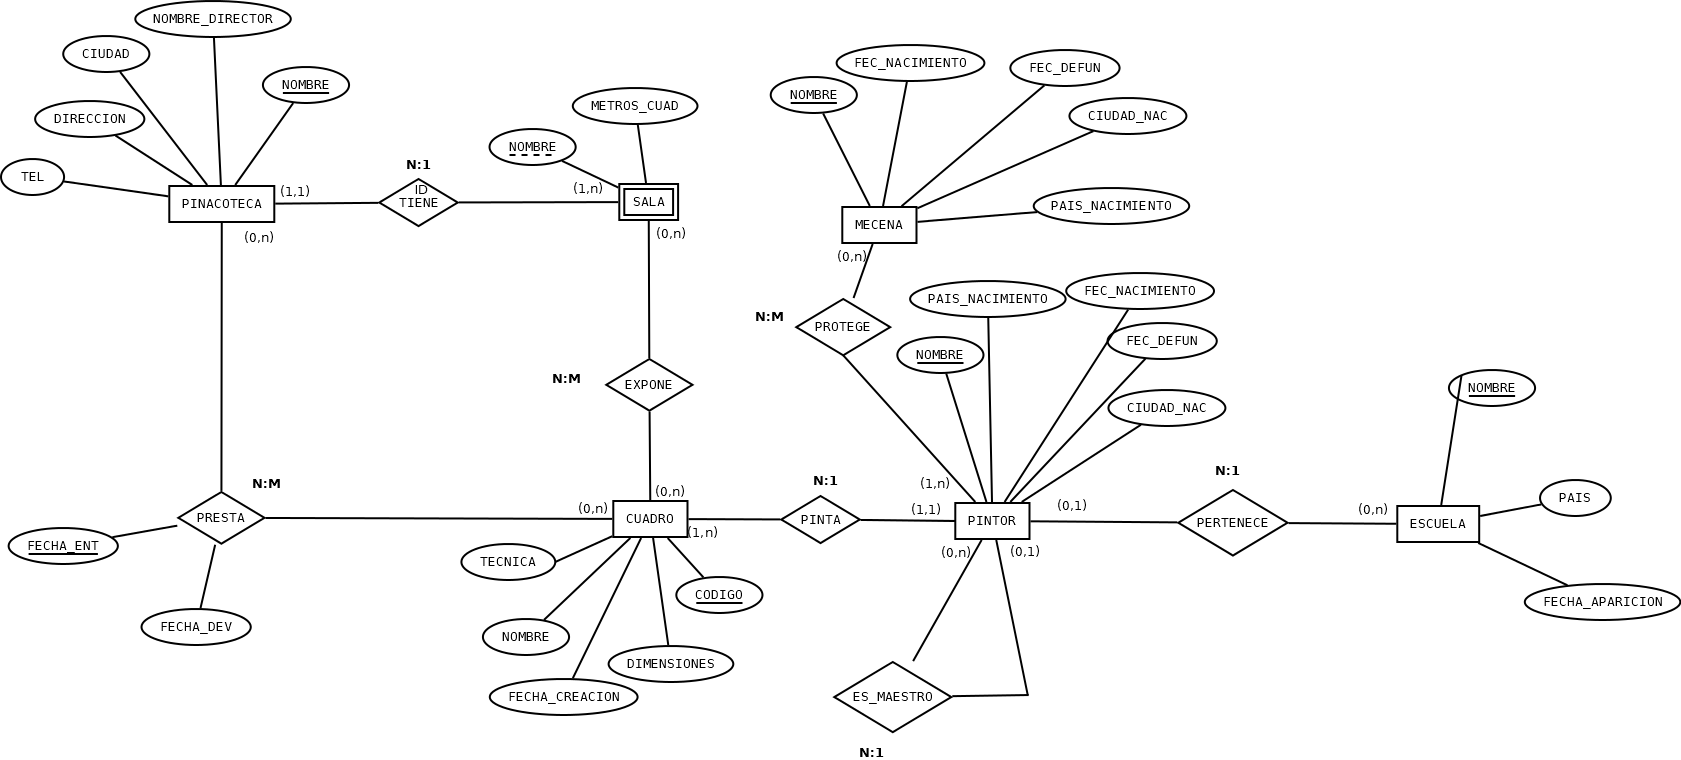 NOMBRE_DIRECTOR
CIUDAD
NOMBRE
DIRECCION
TEL
PINACOTECA
(1,1)
(0,n)
N:1
ID
TIENE
METROS_CUAD
NOMBRE
(1,n)
SALA
(0,n)
FEC_NACIMIENTO
FEC_DEFUN
NOMBRE
CIUDAD_NAC
PAIS_NACIMIENTO
MECENA
(0,n)
N:M
PROTEGE
PAIS_NACIMIENTO
FEC_NACIMIENTO
FEC_DEFUN
NOMBRE
CIUDAD_NAC
N:M
EXPONE
NOMBRE
PAIS
FECHA_APARICION
ESCUELA
(0,n)
N:1
PERTENECE
(0,1)
(1,n)
(1,1)
PINTOR
(0,n)
(0,1)
N:1
PINTA
(0,n)
(0,n)
CUADRO
(1,n)
N:M
PRESTA
FECHA_ENT
FECHA_DEV
TECNICA
CODIGO
NOMBRE
DIMENSIONES
FECHA_CREACION
ES_MAESTRO
N:1